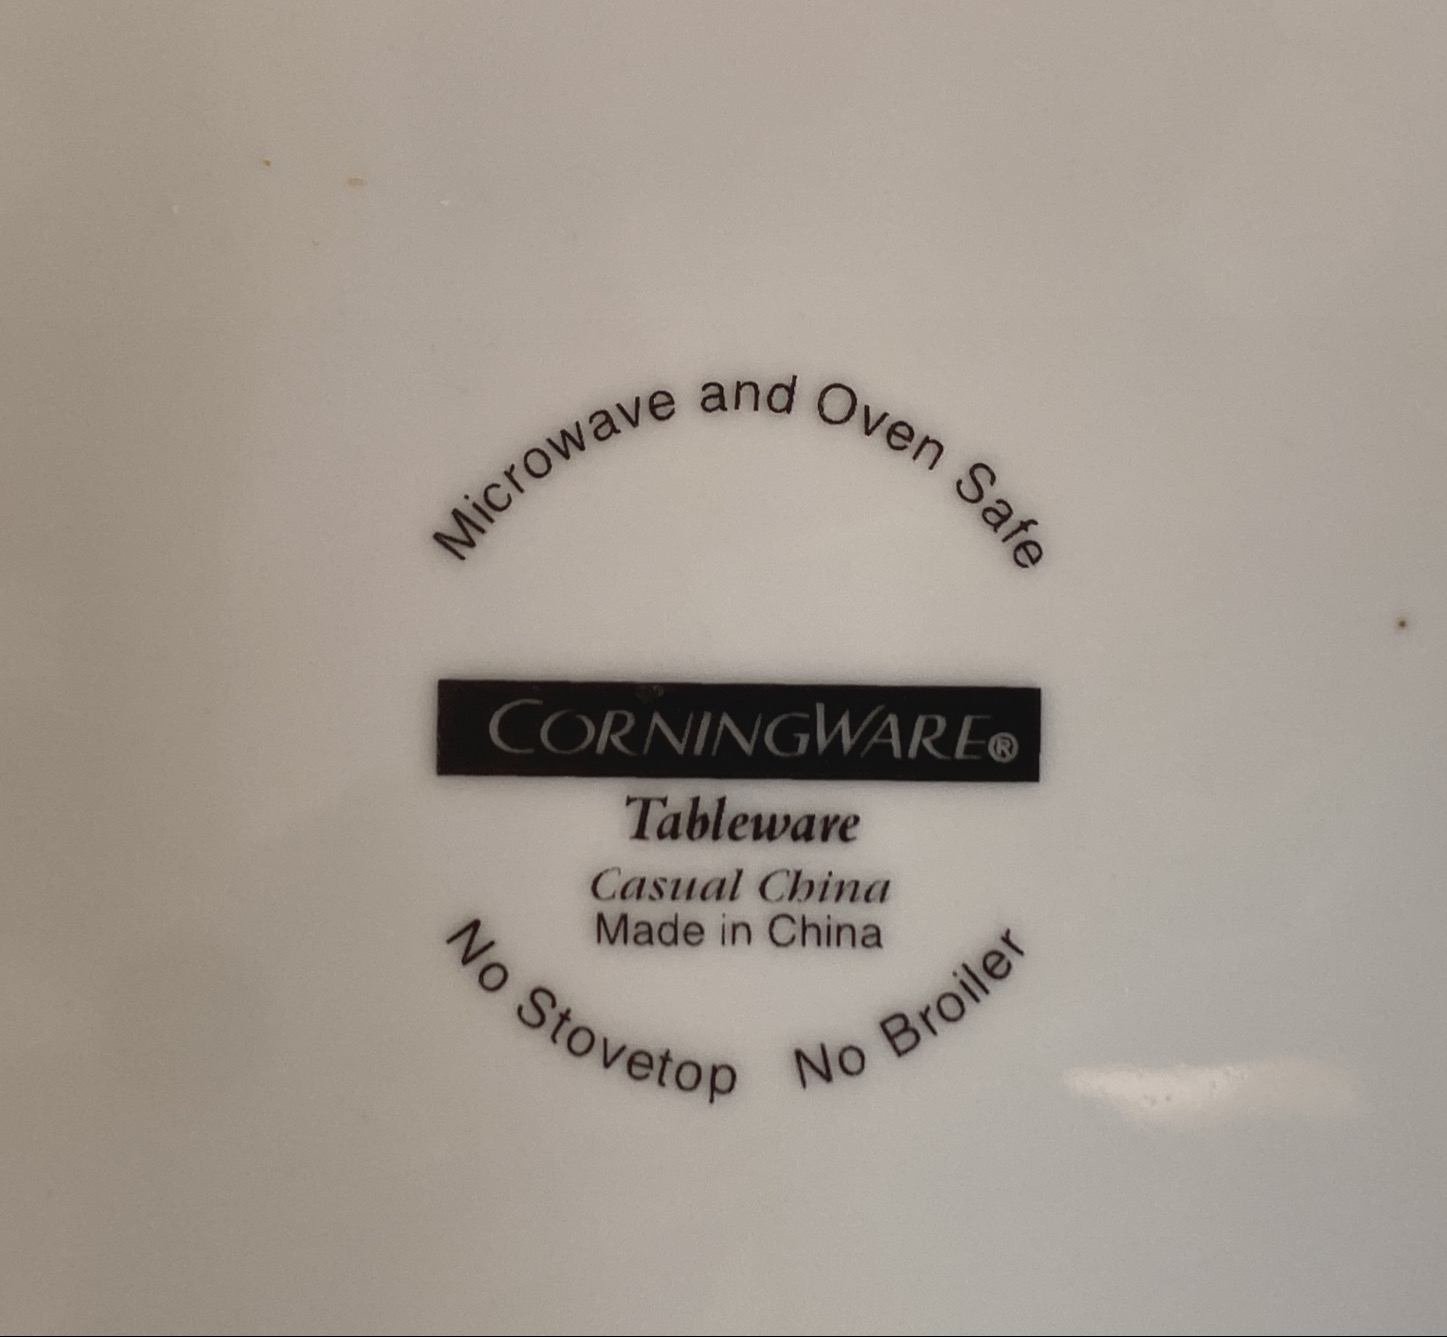 Microwave and Oven Safe
CORNINGWARE®
Tableware
Casual China
Made in China
No Stovetop No Broiler